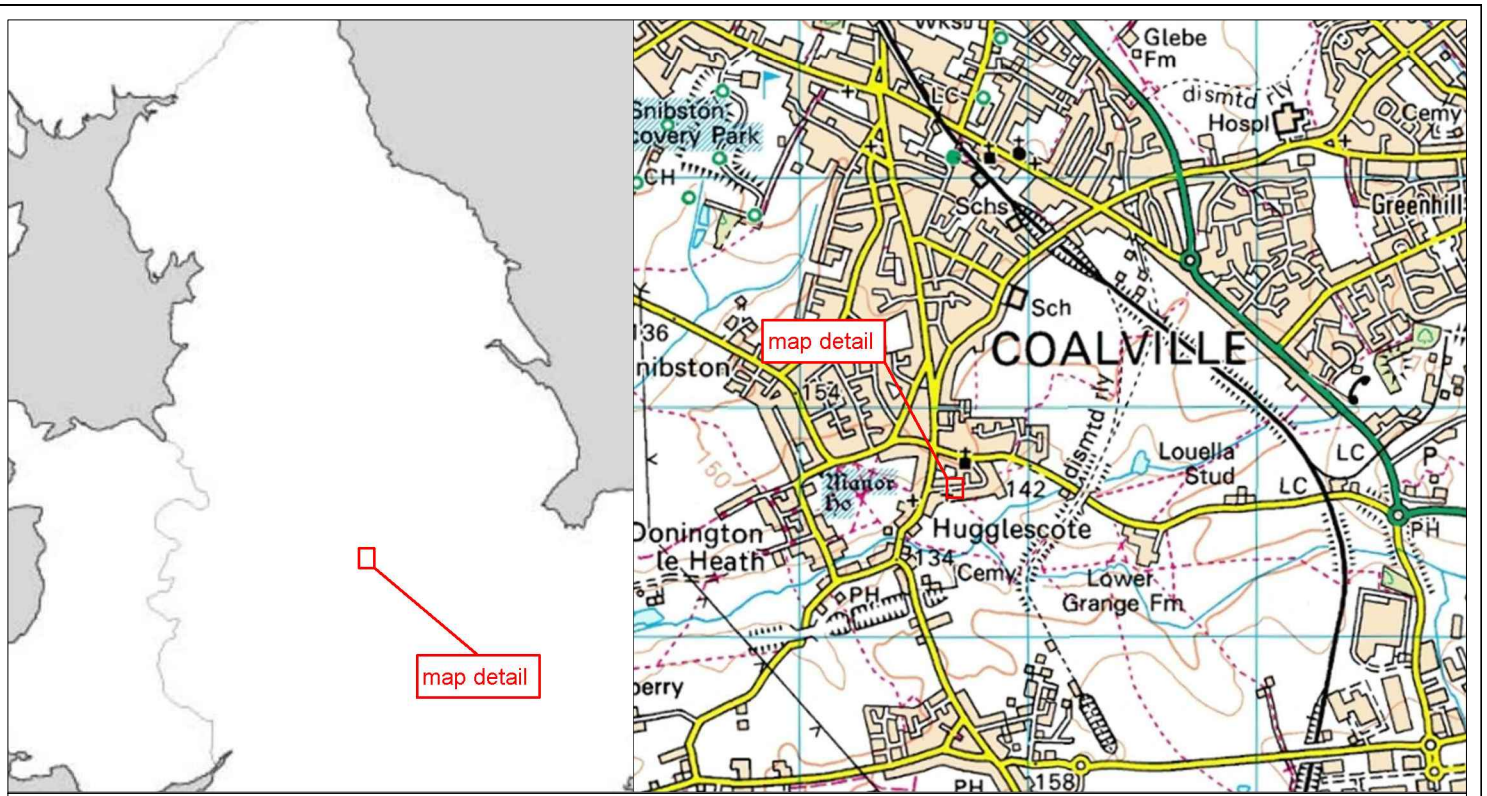 map detail
Wks
Glebe
Fm
dismtd rly
Hospl
Cemy
LC
Snibston
covery Park
CH
Schs
Greenhill
Sch
136
map detail
COALVILLE
nibston
154
dismtd rly
150
Louella
Stud
LC
P
LC
Manor
Ho
142
PH
Donington
le Heath
Hugglescote
134
Cemy
Lower
Grange Fm
PH
berry
PH
158